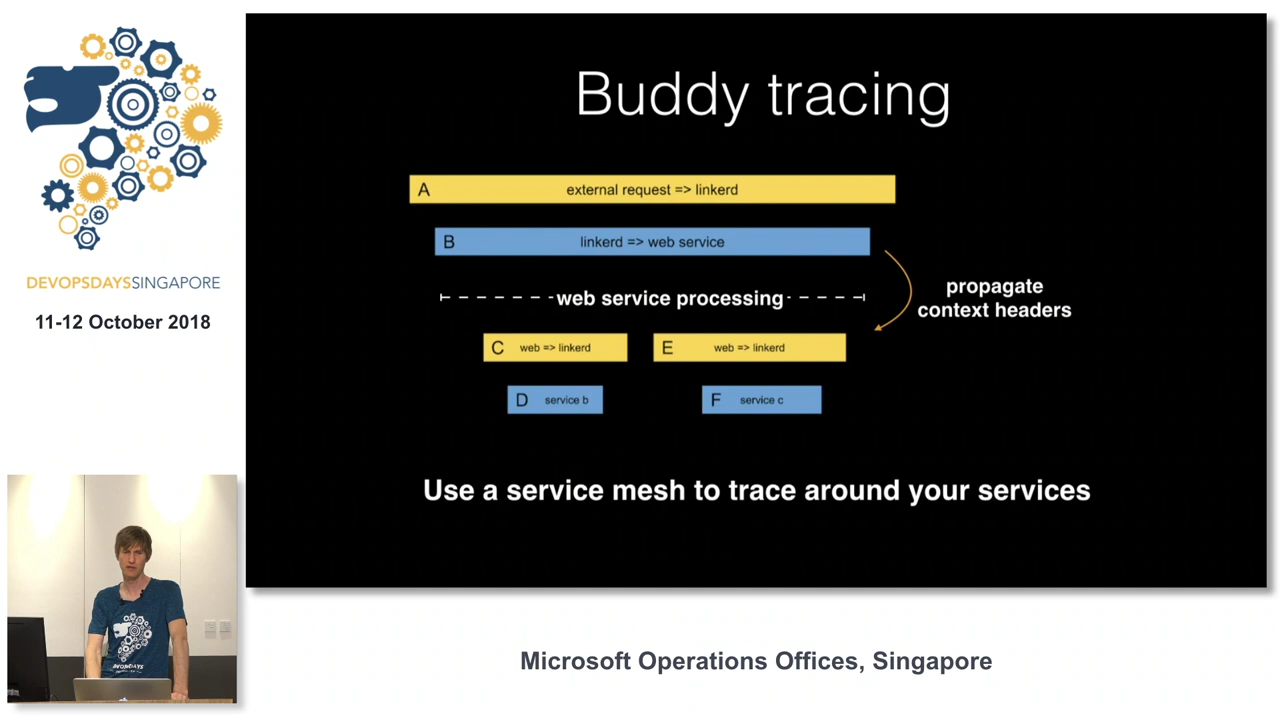 DEVOPSDAYSSINGAPORE
11-12 October 2018
Buddy tracing
A external request => linkerd
B linkerd => web service
web service processing
propagate
context headers
C web => linkerd
E web => linkerd
D service b
F service c
Use a service mesh to trace around your services
DEVOPSDAYS
Microsoft Operations Offices, Singapore